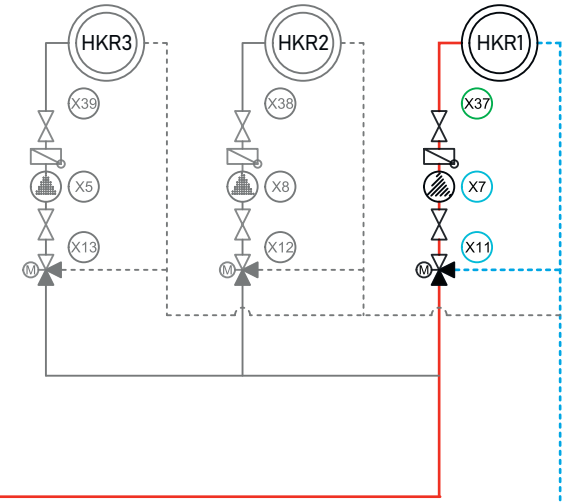 HKR3 HKR2 HKR1
X39 X38 X37
X5 X8 X7
X13 X12 X11
M M M